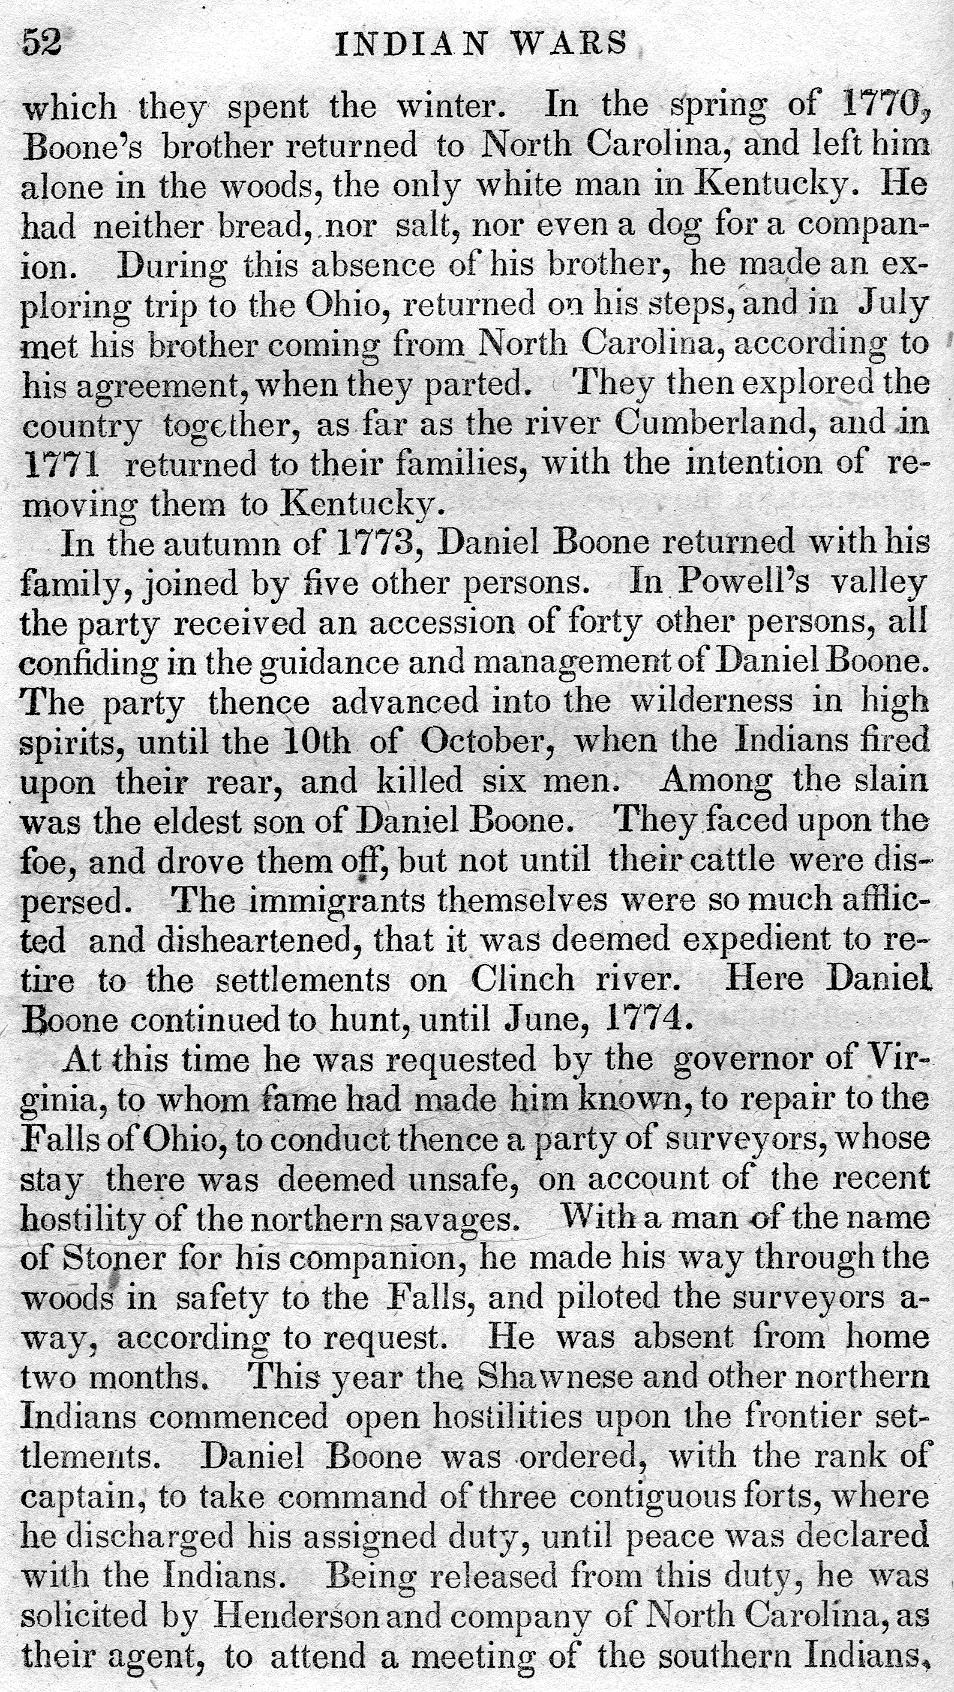 52 INDIAN WARS
which they spent the winter. In the spring of 1770,
Boone's brother returned to North Carolina, and left him
alone in the woods, the only white man in Kentucky. He
had neither bread, nor salt, nor even a dog for a compan-
ion. During this absence of his brother, he made an ex-
ploring trip to the Ohio, returned on his steps, and in July
met his brother coming from North Carolina, according to
his agreement, when they parted. They then explored the
country together, as far as the river Cumberland, and in
1771 returned to their families, with the intention of re-
moving them to Kentucky.
In the autumn of 1773, Daniel Boone returned with his
family, joined by five other persons. In Powell's valley
the party received an accession of forty other persons, all
confiding in the guidance and management of Daniel Boone.
The party thence advanced into the wilderness in high
spirits, until the 10th of October, when the Indians fired
upon their rear, and killed six men. Among the slain
was the eldest son of Daniel Boone. They faced upon the
foe, and drove them off, but not until their cattle were dis-
persed. The immigrants themselves were so much afflic-
ted and disheartened, that it was deemed expedient to re-
tire to the settlements on Clinch river. Here Daniel
Boone continued to hunt, until June, 1774.
At this time he was requested by the governor of Vir-
ginia, to whom fame had made him known, to repair to the
Falls of Ohio, to conduct thence a party of surveyors, whose
stay there was deemed unsafe, on account of the recent
hostility of the northern savages. With a man of the name
of Stoner for his companion, he made his way through the
woods in safety to the Falls, and piloted the surveyors a-
way, according to request. He was absent from home
two months. This year the Shawnese and other northern
Indians commenced open hostilities upon the frontier set-
tlements. Daniel Boone was ordered, with the rank of
captain, to take command of three contiguous forts, where
he discharged his assigned duty, until peace was declared
with the Indians. Being released from this duty, he was
solicited by Henderson and company of North Carolina, as
their agent, to attend a meeting of the southern Indians,